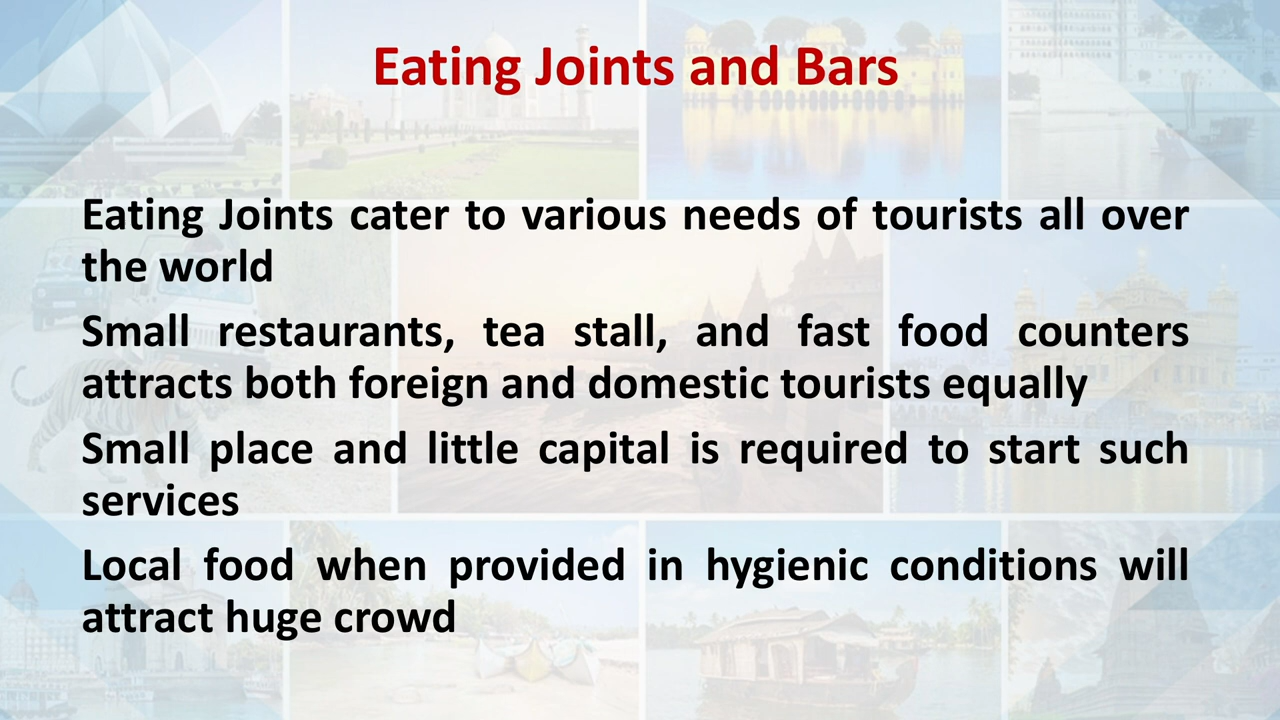 Eating Joints and Bars
Eating Joints cater to various needs of tourists all over
the world
Small restaurants, tea stall, and fast food counters
attracts both foreign and domestic tourists equally
Small place and little capital is required to start such
services
Local food when provided in hygienic conditions will
attract huge crowd